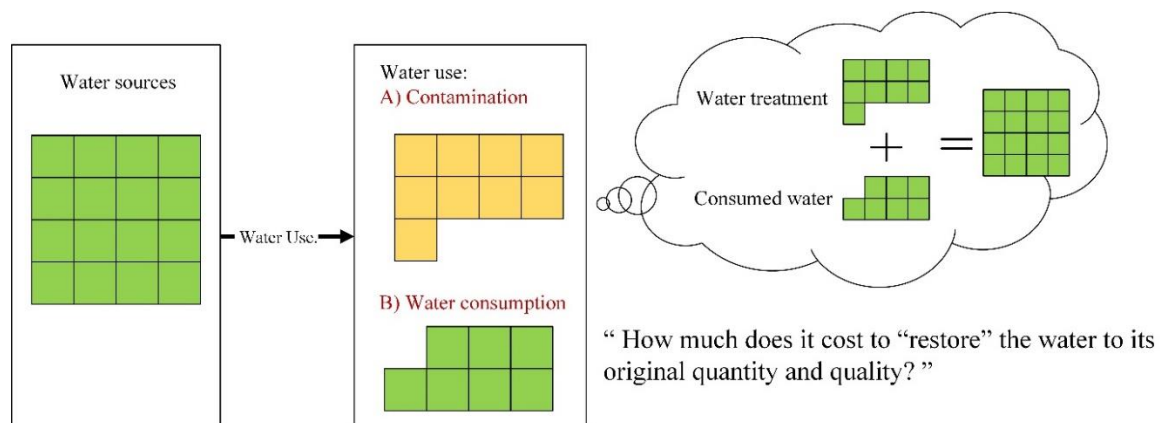 Water sources
Water Use.
Water use:
A) Contamination
B) Water consumption
Water treatment
+
=
Consumed water
“ How much does it cost to “restore” the water to its
original quantity and quality? ”